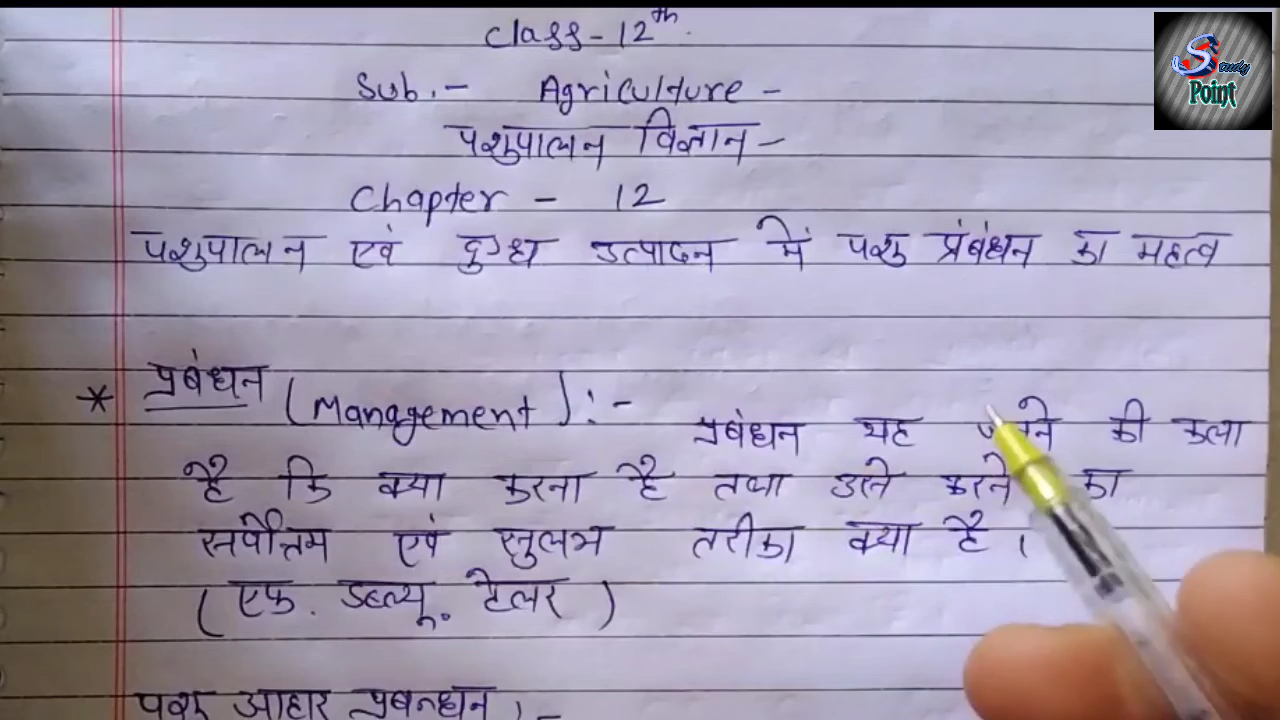 Class - 12th
Study Point
Sub. - Agriculture -
पशुपालन विज्ञान -
Chapter - 12
पशुपालन एवं दुग्ध उत्पादन में पशु प्रंबंधन का महत्व
* प्रबंधन (Management) : -
प्रबंधन यह की कला
है कि क्या करना है तथा उसे करने का
सर्वोत्तम एवं सुलभ तरीका क्या है।
(एफ. डब्ल्यू. टेलर)
पशु आहार प्रबन्धन : -